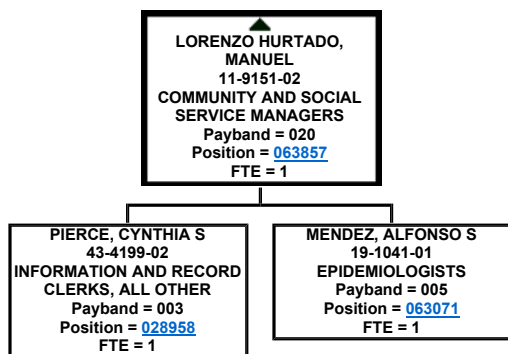 LORENZO HURTADO,
MANUEL
11-9151-02
COMMUNITY AND SOCIAL
SERVICE MANAGERS
Payband = 020
Position = 063857
FTE = 1
PIERCE, CYNTHIA S
43-4199-02
INFORMATION AND RECORD
CLERKS, ALL OTHER
Payband = 003
Position = 028958
FTE = 1
MENDEZ, ALFONSO S
19-1041-01
EPIDEMIOLOGISTS
Payband = 005
Position = 063071
FTE = 1